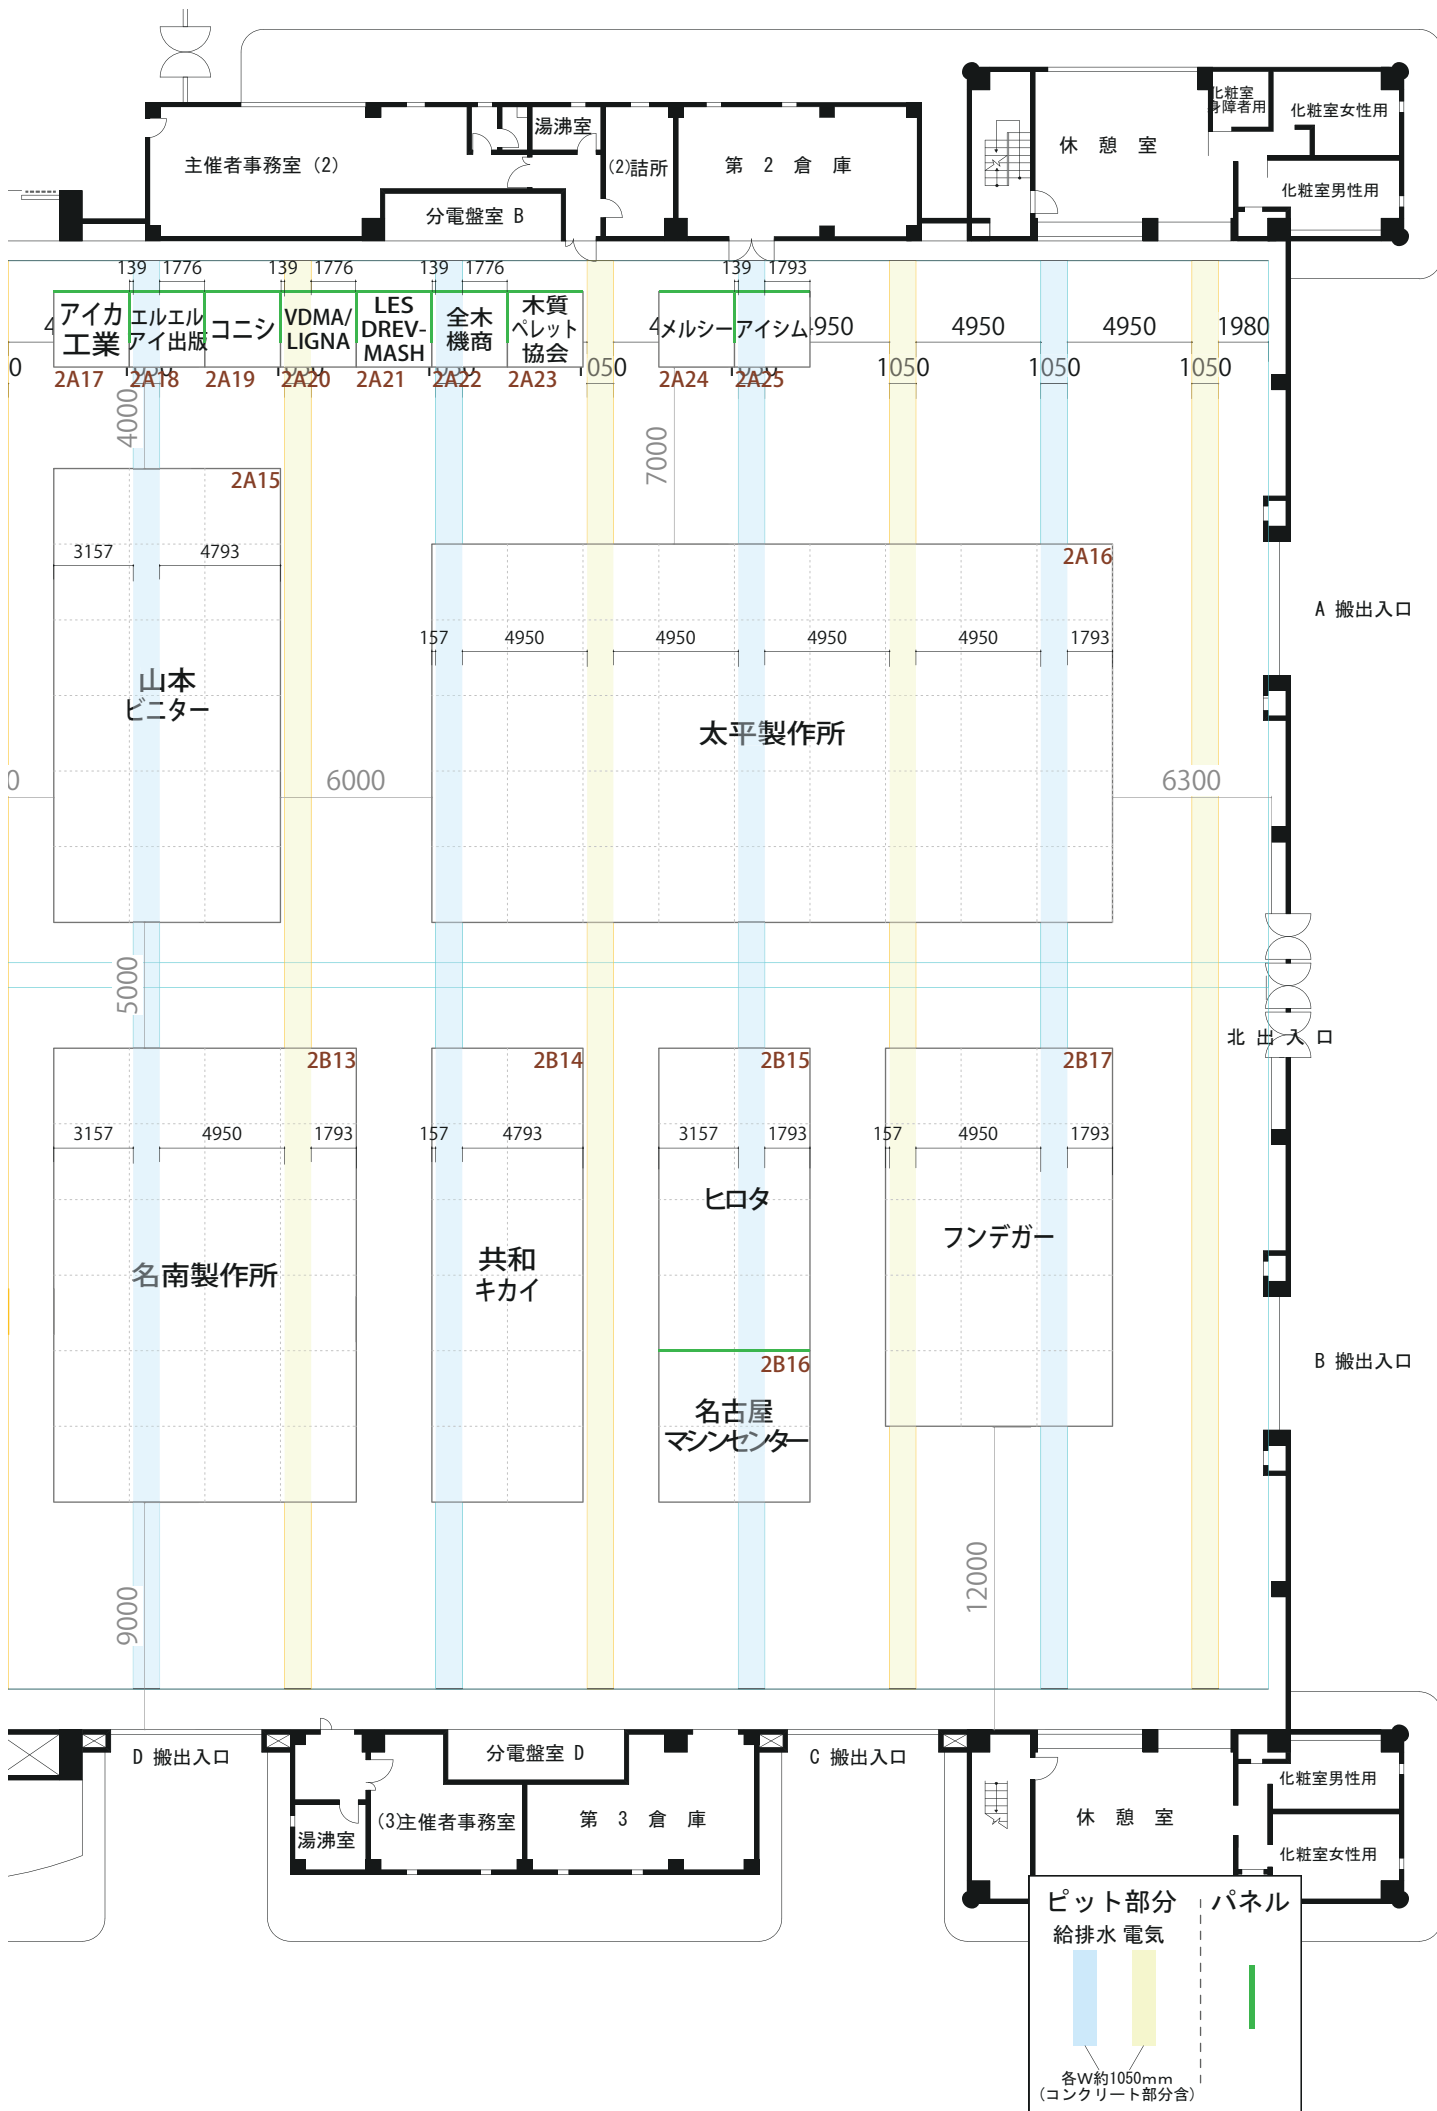 化粧室
身障者用
化粧室女性用
湯沸室
休 憩 室
主催者事務室 (2)
(2)詰所
第 2 倉 庫
化粧室男性用
分電盤室 B
139 1776 139 1776 139 1776 139 1793
アイカ
工業
エルエル
アイ出版
コニシ
VDMA/
LIGNA
LES
DREV-
MASH
全木
機商
木質
ペレット
協会
メルシー
アイシム
4950 4950 1980
2A17 2A18 2A19 2A20 2A21 2A22 2A23 2A24 2A25
1050 1050 1050
4000
7000
2A15
3157 4793
2A16
157 4950 4950 4950 4950 1793
A 搬出入口
山本
ビニター
太平製作所
6000
6300
5000
北 出 入 口
2B13 2B14 2B15 2B17
3157 4950 1793
157 4793
3157 1793
157 4950 1793
ヒロタ
フンデガー
名南製作所
共和
キカイ
2B16
B 搬出入口
名古屋
マシンセンター
9000
12000
D 搬出入口
分電盤室 D
C 搬出入口
化粧室男性用
湯沸室
(3)主催者事務室
第 3 倉 庫
休 憩 室
化粧室女性用
ピット部分
パネル
給排水 電気
各W約1050mm
(コンクリート部分含)